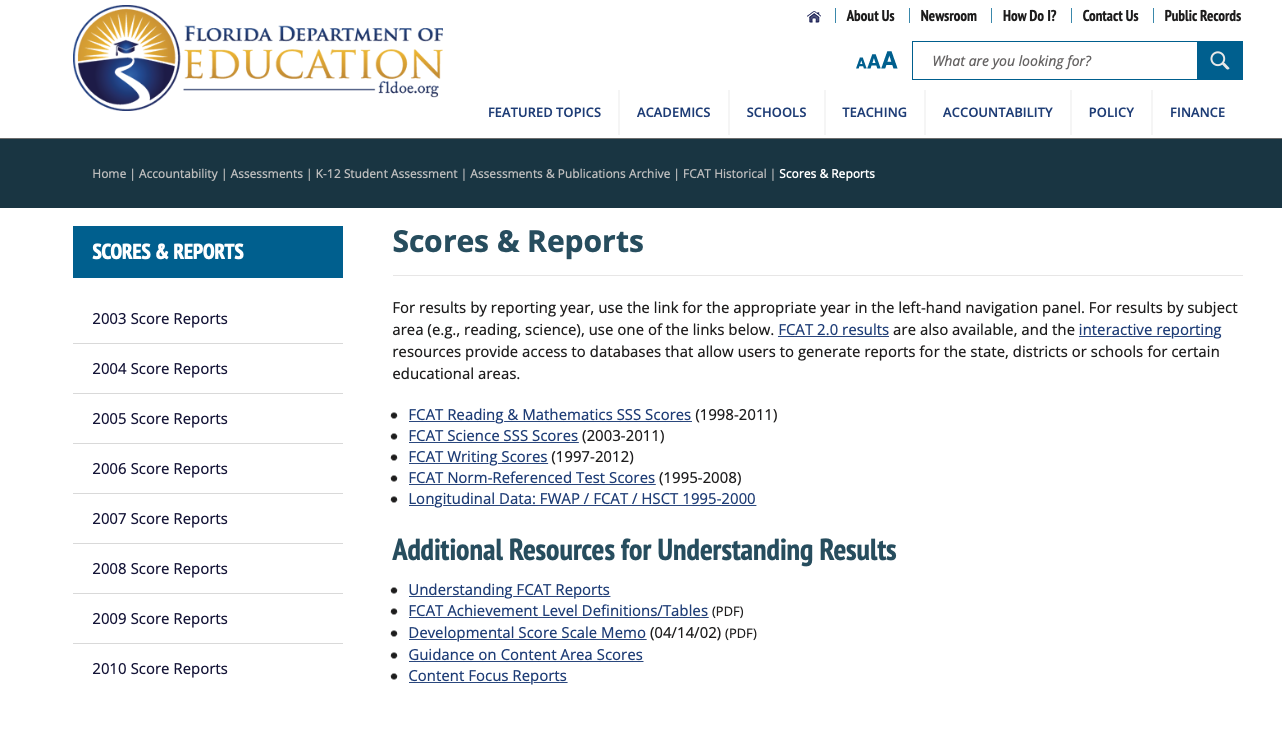 FLORIDA DEPARTMENT OF
EDUCATION
fldoe.org
About Us | Newsroom | How Do I? | Contact Us | Public Records
AAA
What are you looking for?
FEATURED TOPICS ACADEMICS SCHOOLS TEACHING ACCOUNTABILITY POLICY FINANCE
Home | Accountability | Assessments | K-12 Student Assessment | Assessments & Publications Archive | FCAT Historical | Scores & Reports
SCORES & REPORTS
2003 Score Reports
2004 Score Reports
2005 Score Reports
2006 Score Reports
2007 Score Reports
2008 Score Reports
2009 Score Reports
2010 Score Reports
Scores & Reports
For results by reporting year, use the link for the appropriate year in the left-hand navigation panel. For results by subject
area (e.g., reading, science), use one of the links below. FCAT 2.0 results are also available, and the interactive reporting
resources provide access to databases that allow users to generate reports for the state, districts or schools for certain
educational areas.
• FCAT Reading & Mathematics SSS Scores (1998-2011)
• FCAT Science SSS Scores (2003-2011)
• FCAT Writing Scores (1997-2012)
• FCAT Norm-Referenced Test Scores (1995-2008)
• Longitudinal Data: FWAP / FCAT / HSCT 1995-2000
Additional Resources for Understanding Results
• Understanding FCAT Reports
• FCAT Achievement Level Definitions/Tables (PDF)
• Developmental Score Scale Memo (04/14/02) (PDF)
• Guidance on Content Area Scores
• Content Focus Reports